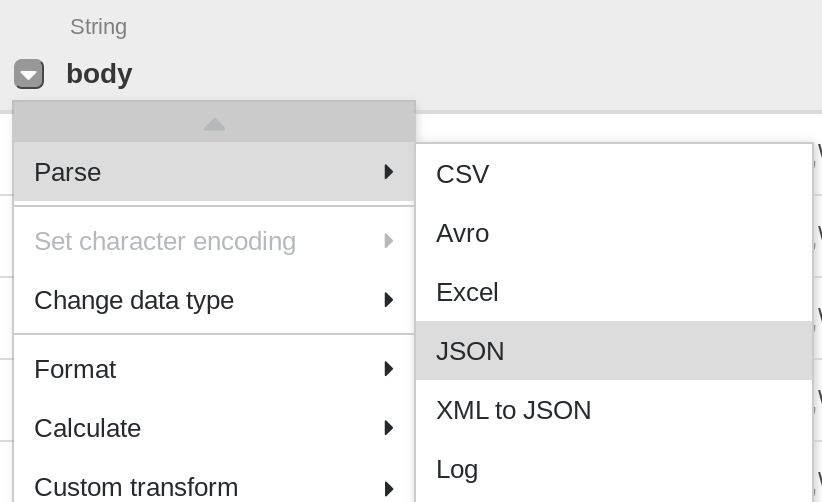 String
body
Parse
Set character encoding
Change data type
Format
Calculate
Custom transform
CSV
Avro
Excel
JSON
XML to JSON
Log